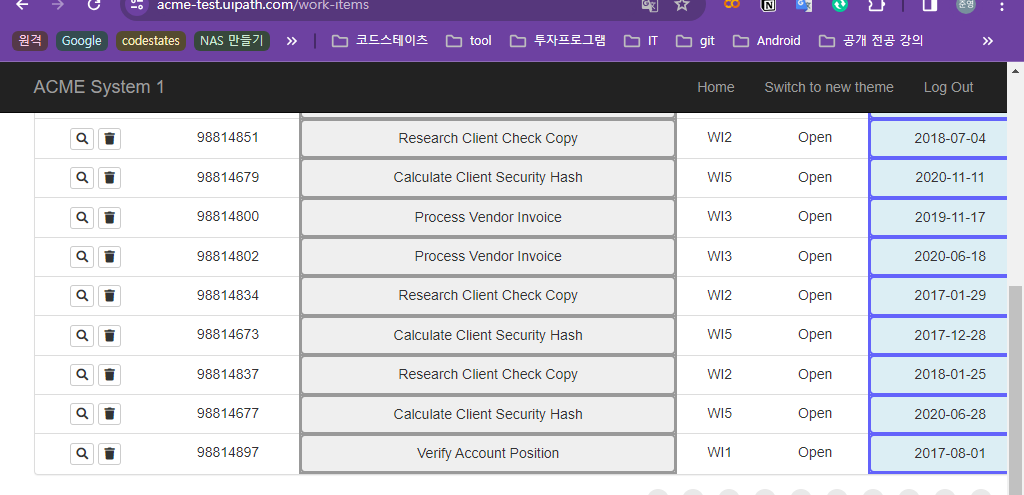 acme-test.uipath.com/work-items
준영
원격 Google codestates NAS 만들기 » 코드스테이츠 tool 투자프로그램 IT git Android 공개 전공 강의 »
ACME System 1 Home Switch to new theme Log Out
98814851 Research Client Check Copy WI2 Open 2018-07-04
98814679 Calculate Client Security Hash WI5 Open 2020-11-11
98814800 Process Vendor Invoice WI3 Open 2019-11-17
98814802 Process Vendor Invoice WI3 Open 2020-06-18
98814834 Research Client Check Copy WI2 Open 2017-01-29
98814673 Calculate Client Security Hash WI5 Open 2017-12-28
98814837 Research Client Check Copy WI2 Open 2018-01-25
98814677 Calculate Client Security Hash WI5 Open 2020-06-28
98814897 Verify Account Position WI1 Open 2017-08-01